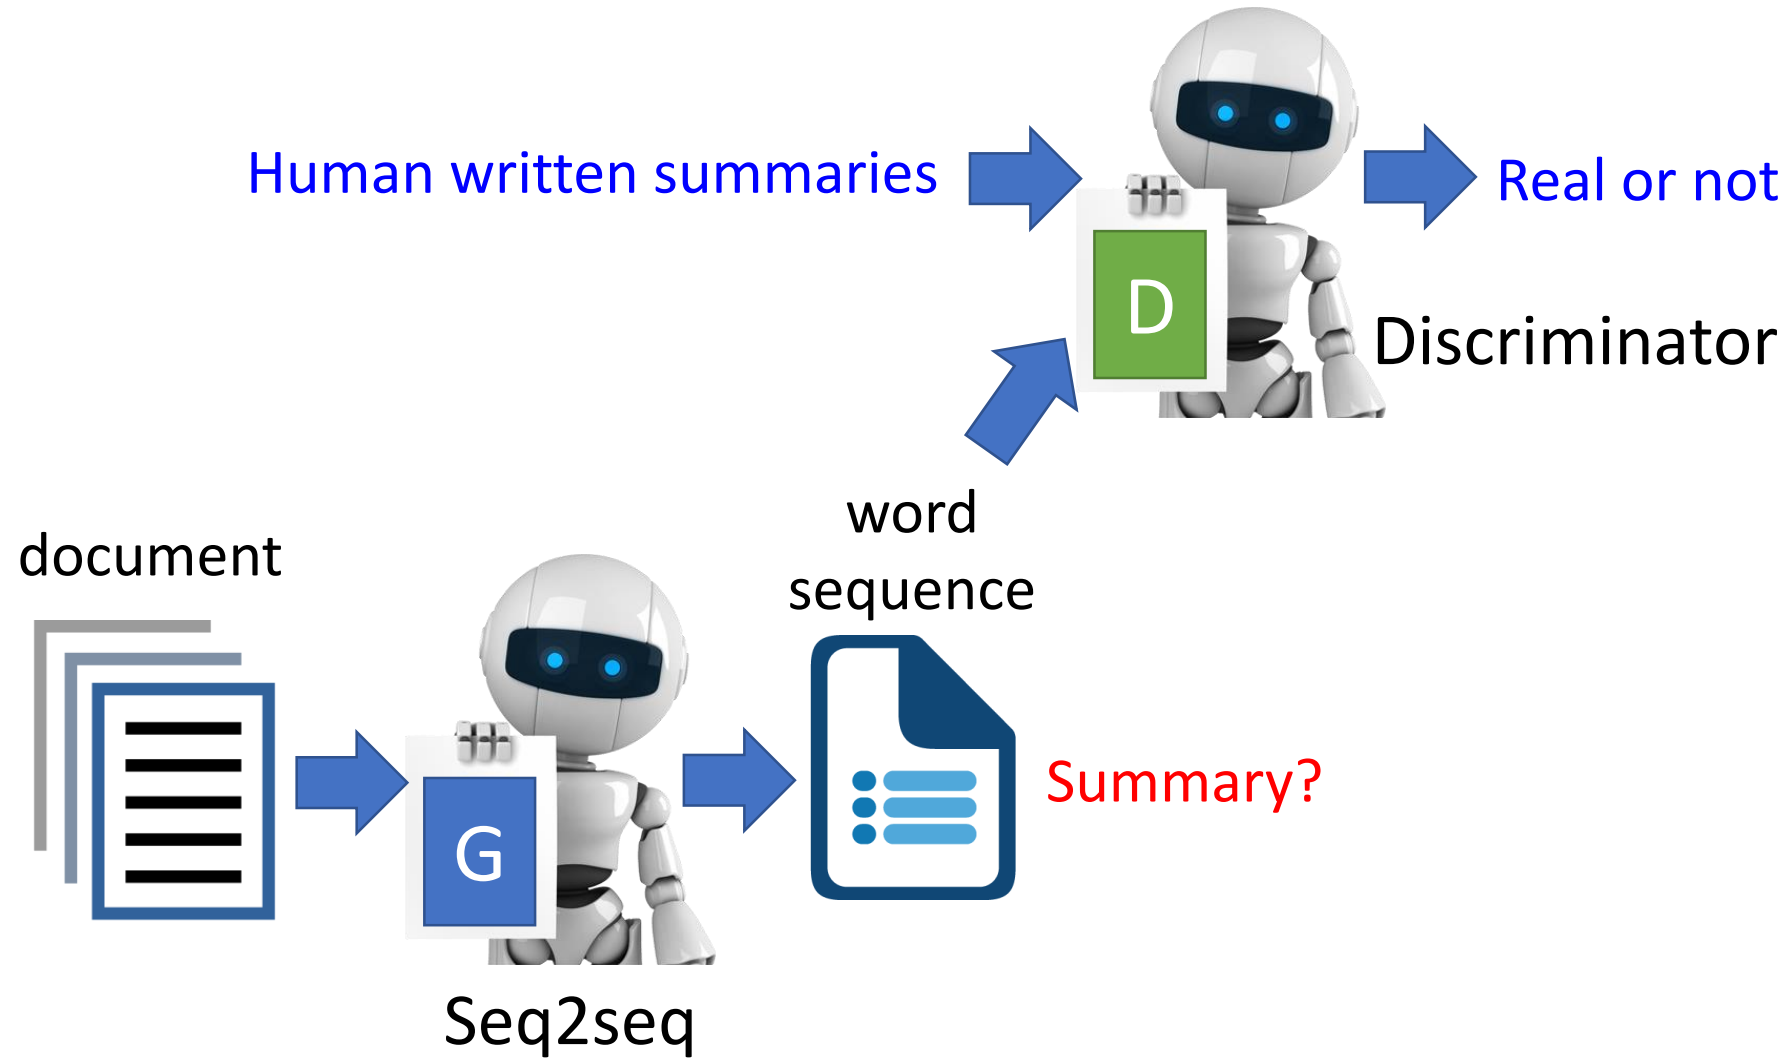 Human written summaries
Real or not
D
Discriminator
word
sequence
document
Summary?
G
Seq2seq